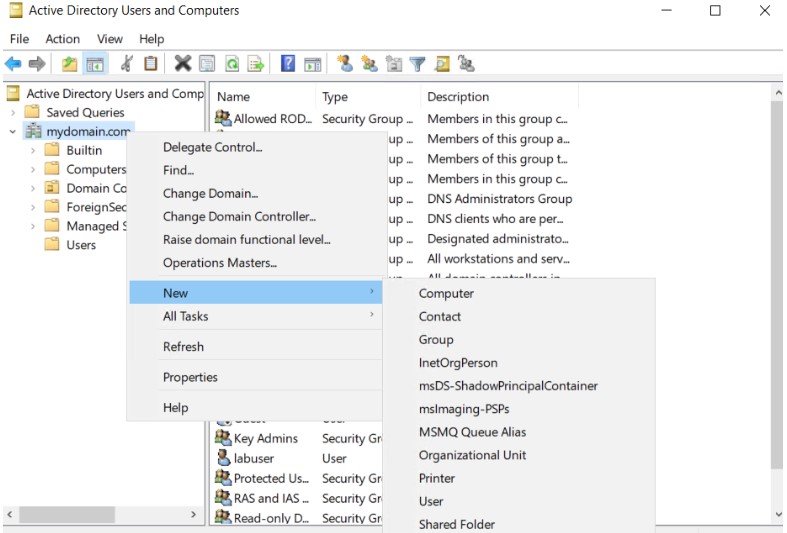 Active Directory Users and Computers
File Action View Help
Active Directory Users and Comp
Saved Queries
mydomain.com
Builtin
Computers
Domain Co
ForeignSec
Managed S
Users
Name Type Description
Allowed ROD... Security Group ... Members in this group c...
up ... Members of this group a...
up ... Members of this group t...
up ... Members in this group c...
up ... DNS Administrators Group
up ... DNS clients who are per...
up ... Designated administrato...
up ... All workstations and serv...
up ... All domain controllers in
Delegate Control...
Find...
Change Domain...
Change Domain Controller...
Raise domain functional level...
Operations Masters...
New
All Tasks
Refresh
Properties
Help
Computer
Contact
Group
InetOrgPerson
msDS-ShadowPrincipalContainer
msImaging-PSPs
MSMQ Queue Alias
Organizational Unit
Printer
User
Shared Folder
Guest User
Key Admins Security Gr
labuser User
Protected Us... Security Gr
RAS and IAS ... Security Gr
Read-only D... Security Gr